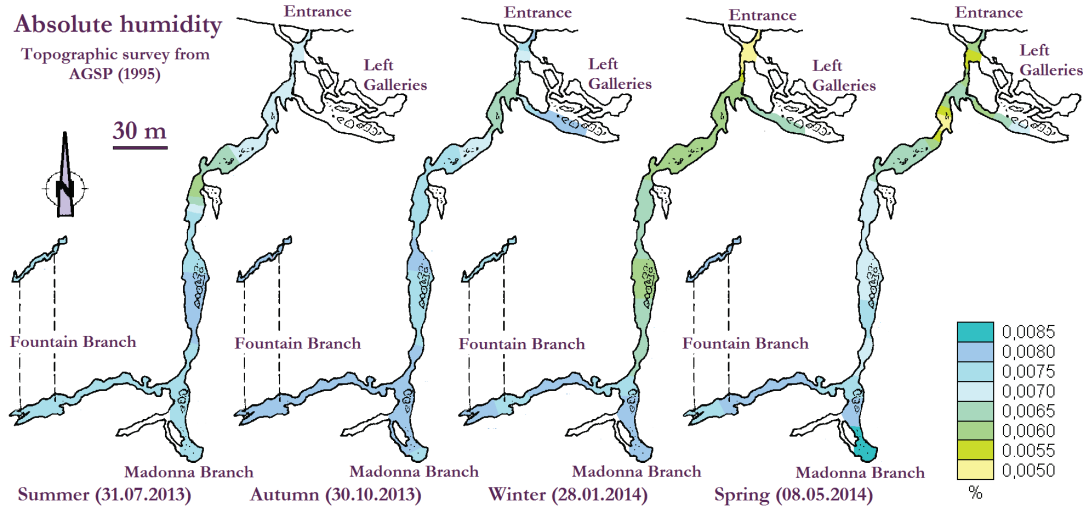 Absolute humidity
Topographic survey from
AGSP (1995)
30 m
N
Entrance
Left
Galleries
Entrance
Left
Galleries
Entrance
Left
Galleries
Entrance
Left
Galleries
Fountain Branch
Fountain Branch
Fountain Branch
Fountain Branch
Madonna Branch
Madonna Branch
Madonna Branch
Madonna Branch
Summer (31.07.2013)
Autumn (30.10.2013)
Winter (28.01.2014)
Spring (08.05.2014)
0,0085
0,0080
0,0075
0,0070
0,0065
0,0060
0,0055
0,0050
%